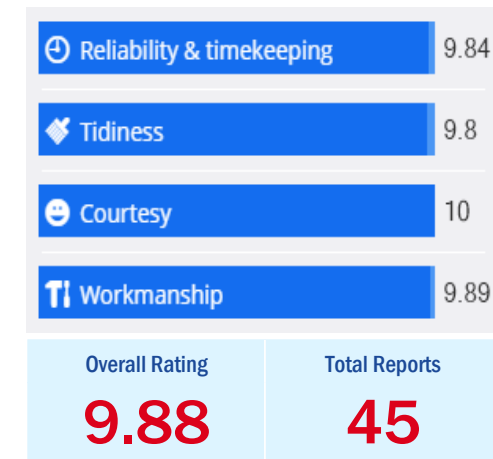 Reliability & timekeeping 9.84
Tidiness 9.8
Courtesy 10
Workmanship 9.89
Overall Rating Total Reports
9.88 45